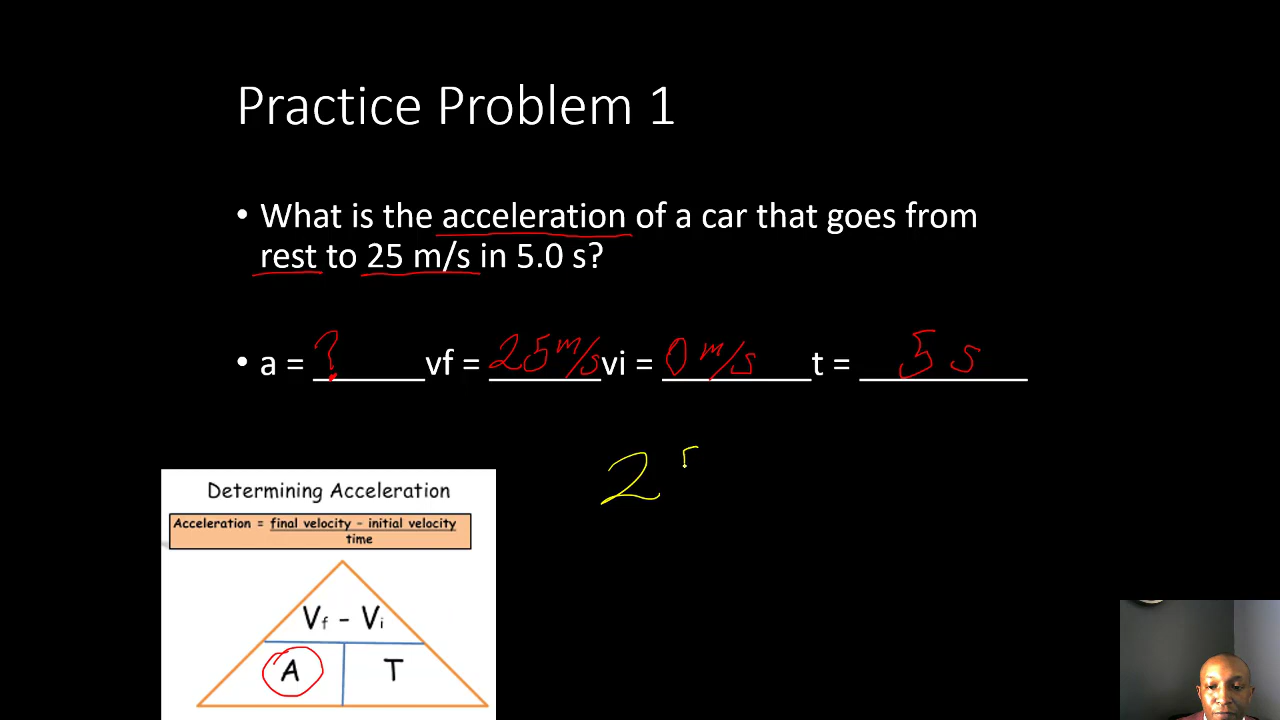 Practice Problem 1
• What is the acceleration of a car that goes from
rest to 25 m/s in 5.0 s?
• a = ? vf = 25 m/s vi = 0 m/s t = 5 s
2
Determining Acceleration
Acceleration = final velocity - initial velocity
time
Vf - Vi
A T